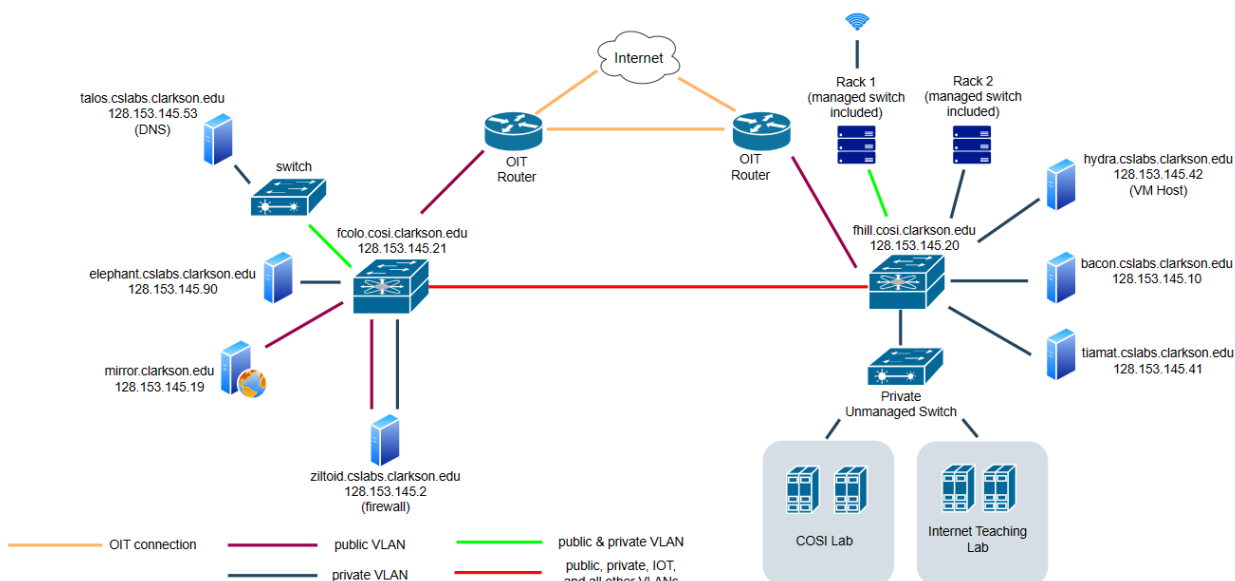 Internet
Rack 1
(managed switch
included)
Rack 2
(managed switch
included)
talos.cslabs.clarkson.edu
128.153.145.53
(DNS)
OIT
Router
OIT
Router
switch
hydra.cslabs.clarkson.edu
128.153.145.42
(VM Host)
fcolo.cosi.clarkson.edu
128.153.145.21
fhill.cosi.clarkson.edu
128.153.145.20
elephant.cslabs.clarkson.edu
128.153.145.90
bacon.cslabs.clarkson.edu
128.153.145.10
mirror.clarkson.edu
128.153.145.19
tiamat.cslabs.clarkson.edu
128.153.145.41
Private
Unmanaged Switch
ziltoid.cslabs.clarkson.edu
128.153.145.2
(firewall)
COSI Lab
Internet Teaching
Lab
OIT connection
public VLAN
public & private VLAN
private VLAN
public, private, IOT,
and all other VLANs